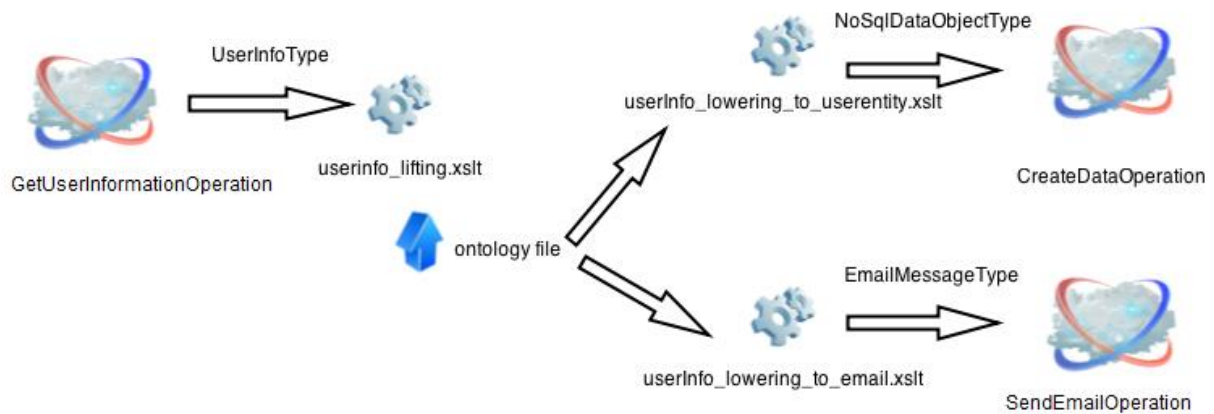 NoSqlDataObjectType
UserInfoType
userInfo_lowering_to_userentity.xslt
userinfo_lifting.xslt
GetUserInformationOperation
CreateDataOperation
ontology file
EmailMessageType
userInfo_lowering_to_email.xslt
SendEmailOperation